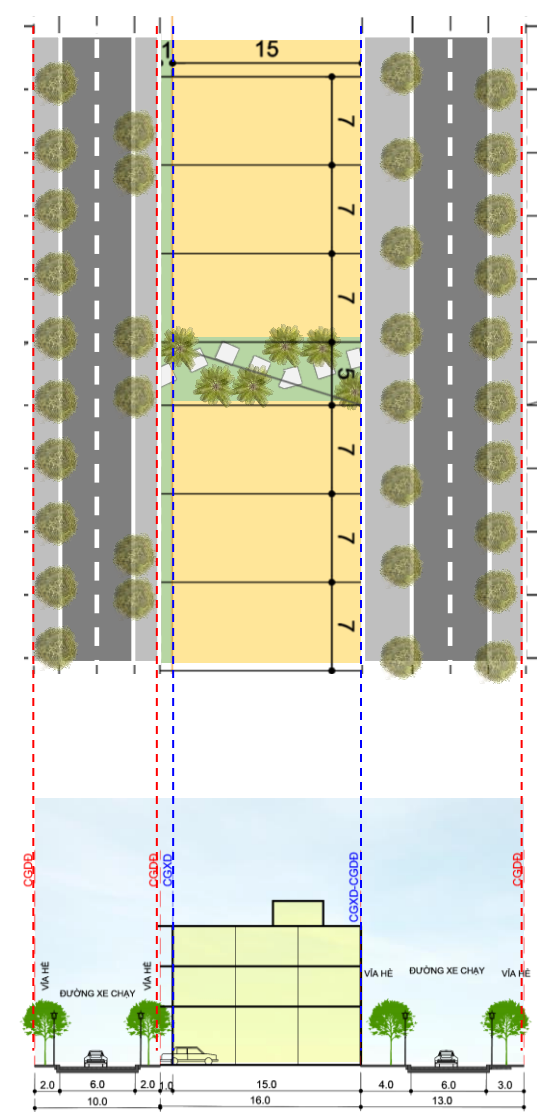 1 15
7
7
7
5
7
7
7
CGĐĐ
CGĐĐ
CGXD
CGXD-CGĐĐ
CGĐĐ
VỈA HÈ
ĐƯỜNG XE CHẠY
VỈA HÈ
VỈA HÈ
ĐƯỜNG XE CHẠY
VỈA HÈ
2.0 6.0 2.0 1.0 15.0 4.0 6.0 3.0
10.0 16.0 13.0